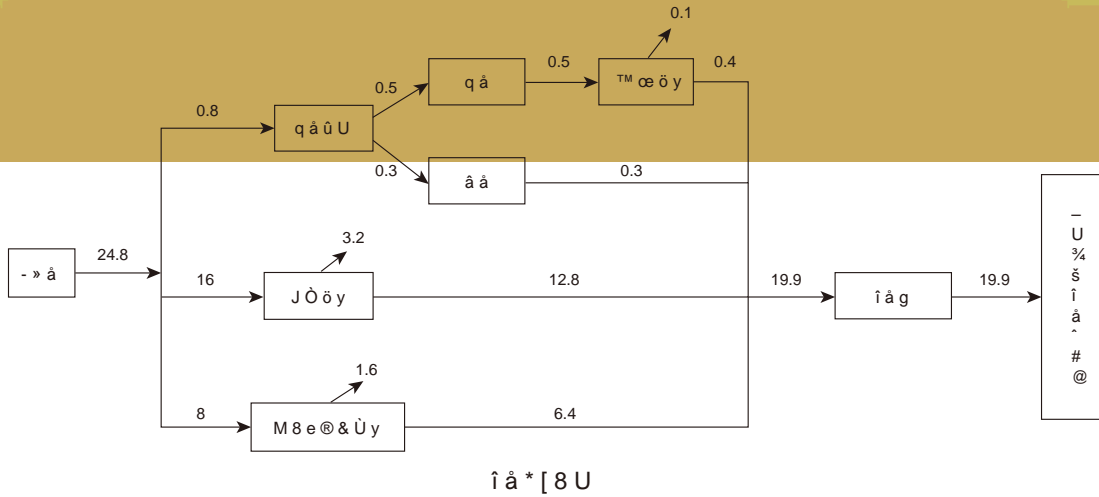 0.1
0.5
0.4
™ œ ö y
q å
0.5
0.8
q å û U
0.3
â å
0.3
24.8
- » å
3.2
16
J Ò ö y
12.8
19.9
î å g
19.9
– U ¾ š î å ˆ # @
1.6
8
M 8 e ® & Ù y
6.4
î å * [ 8 U